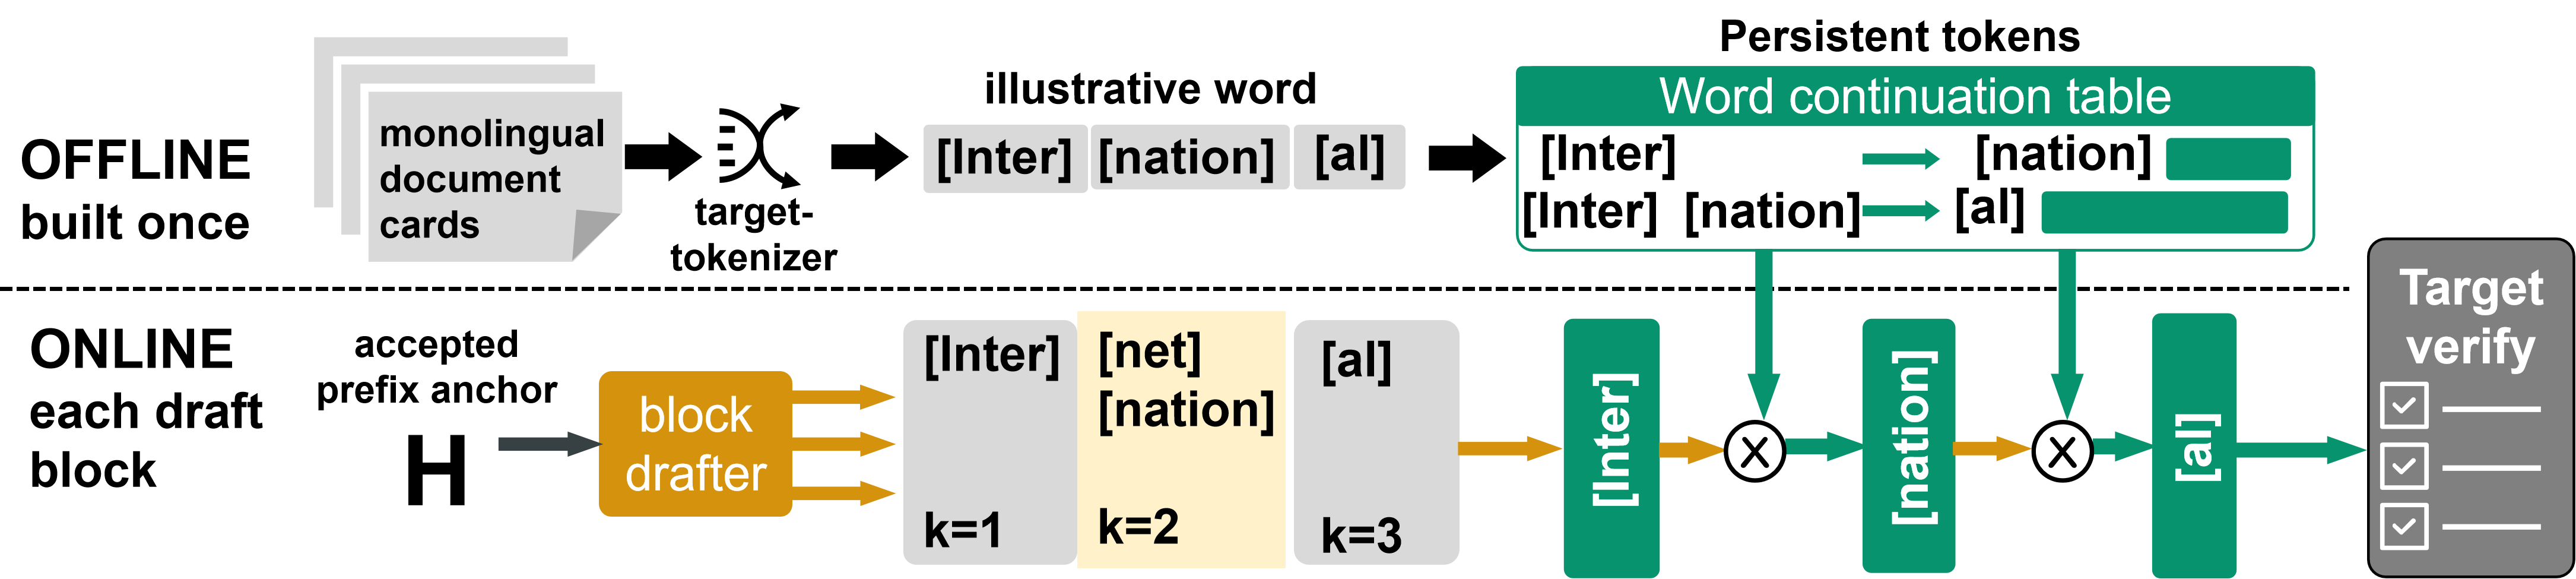 OFFLINE
built once
monolingual
document
cards
target-
tokenizer
illustrative word
[Inter] [nation] [al]
Persistent tokens
Word continuation table
[Inter] [nation]
[Inter] [nation] [al]
ONLINE
each draft
block
accepted
prefix anchor
H
block
drafter
[Inter]
k=1
[net]
[nation]
k=2
[al]
k=3
[Inter]
[nation]
[al]
Target
verify